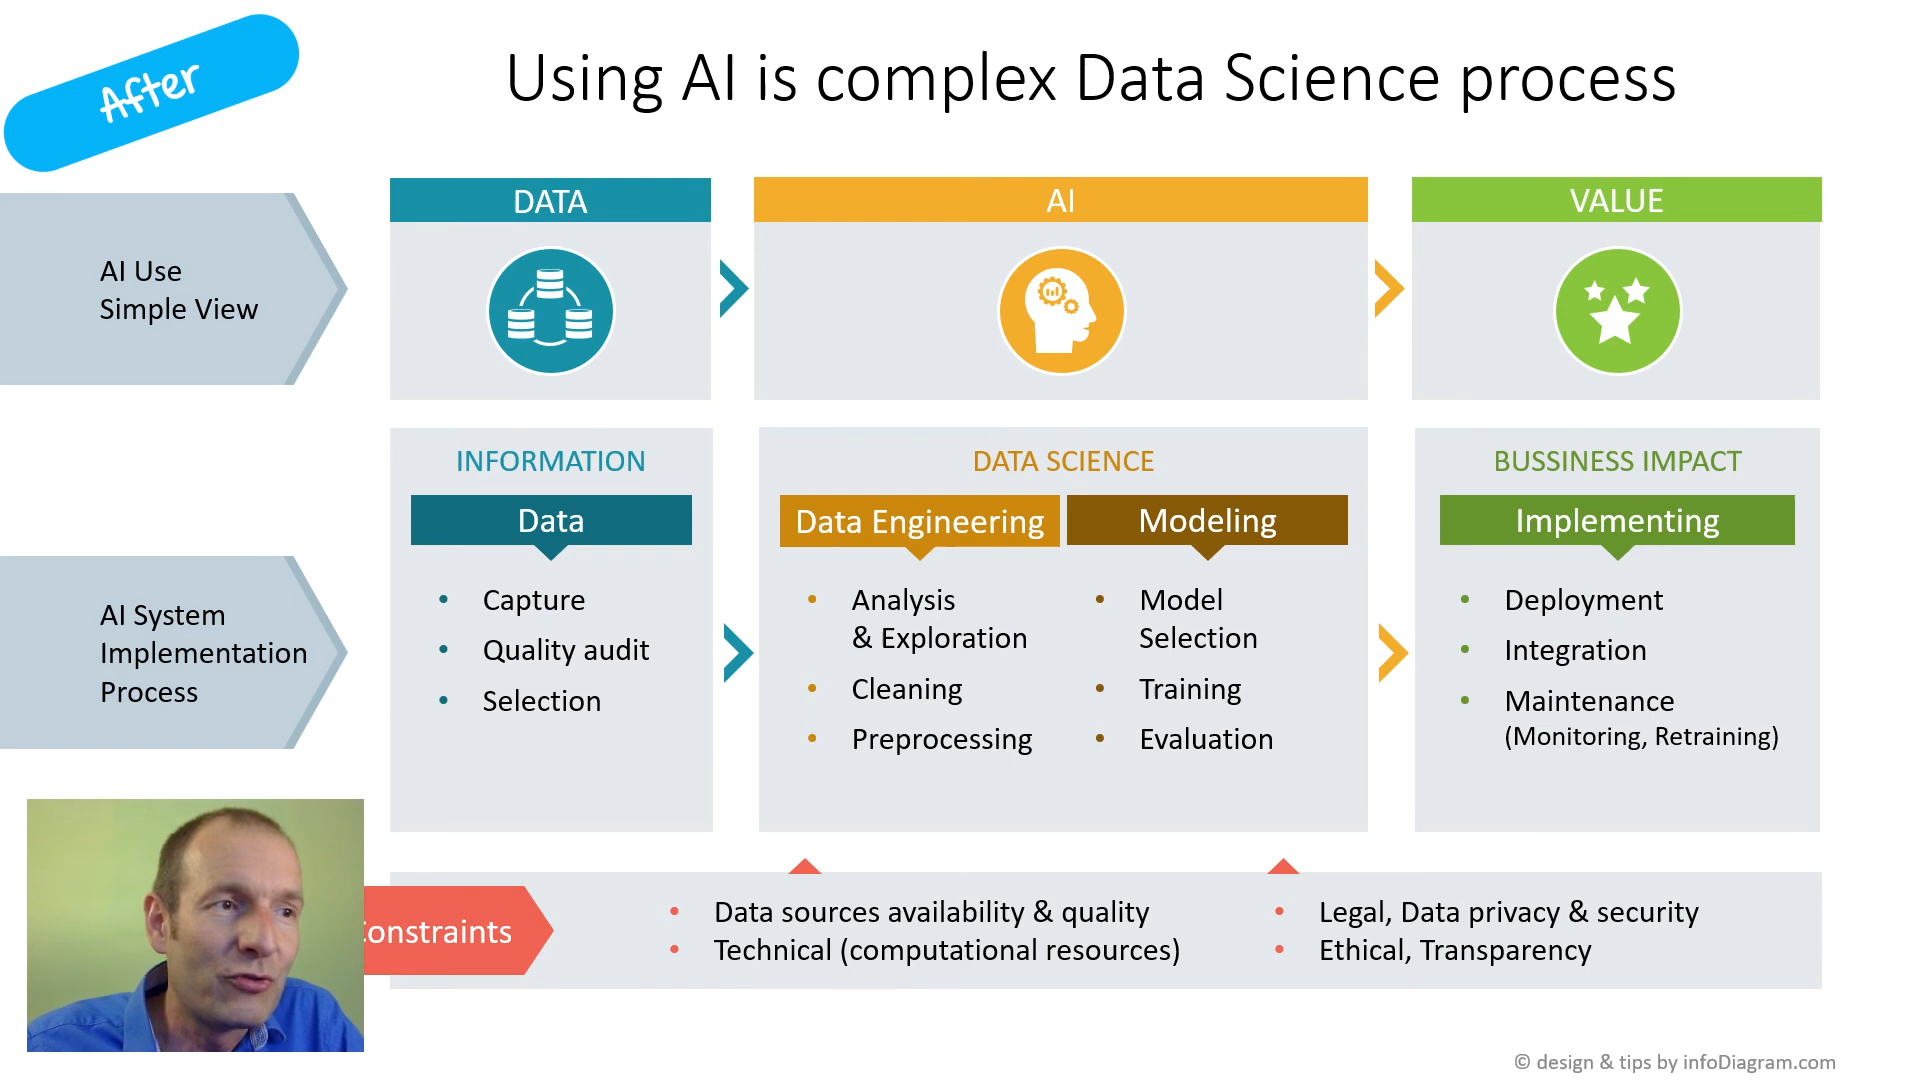 After
Using AI is complex Data Science process
DATA
AI
VALUE
AI Use
Simple View
INFORMATION
DATA SCIENCE
BUSSINESS IMPACT
Data
Data Engineering
Modeling
Implementing
AI System
Implementation
Process
Capture
Quality audit
Selection
Analysis
& Exploration
Cleaning
Preprocessing
Model
Selection
Training
Evaluation
Deployment
Integration
Maintenance
(Monitoring, Retraining)
onstraints
Data sources availability & quality
Technical (computational resources)
Legal, Data privacy & security
Ethical, Transparency
© design & tips by infoDiagram.com